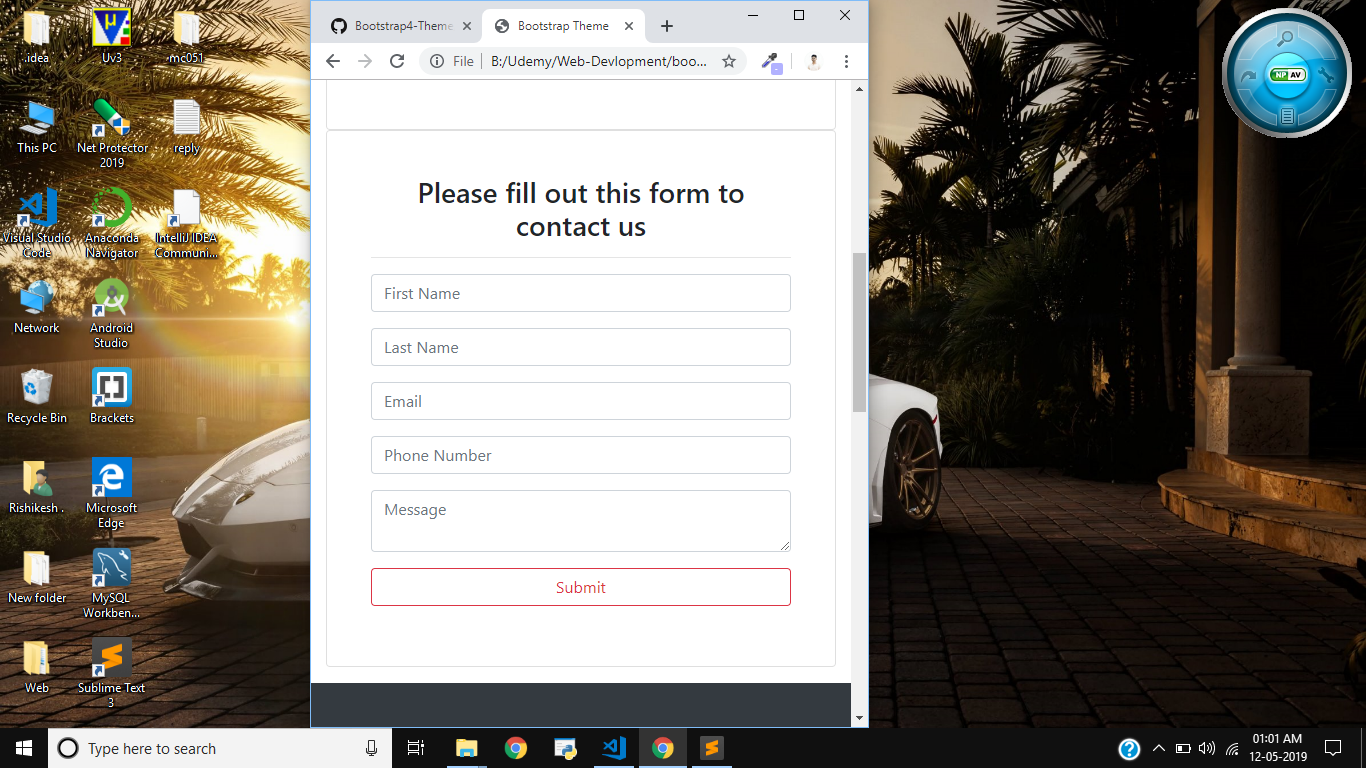 .idea
Uv3
mc051
This PC
Net Protector
2019
reply
Visual Studio
Code
Anaconda
Navigator
IntelliJ IDEA
Communi...
Network
Android
Studio
Recycle Bin
Brackets
Rishikesh .
Microsoft
Edge
New folder
MySQL
Workben...
Web
Sublime Text
3
Bootstrap4-Theme
Bootstrap Theme
File
B:/Udemy/Web-Devlopment/boo...
Please fill out this form to
contact us
First Name
Last Name
Email
Phone Number
Message
Submit
NP AV
Type here to search
01:01 AM
12-05-2019